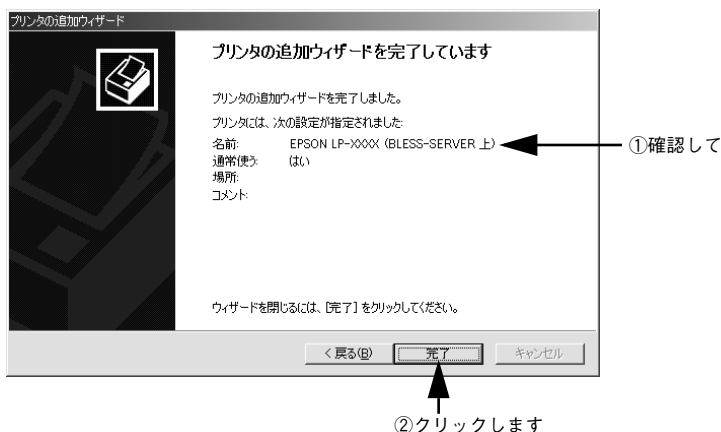 プリンタの追加ウィザード
プリンタの追加ウィザードを完了しています
プリンタの追加ウィザードを完了しました。
プリンタには、次の設定が指定されました:
名前: EPSON LP-XXXX (BLESS-SERVER 上)
①確認して
通常使う: はい
場所:
コメント:
ウィザードを閉じるには、[完了] をクリックしてください。
< 戻る(B)
完了
キャンセル
②クリックします